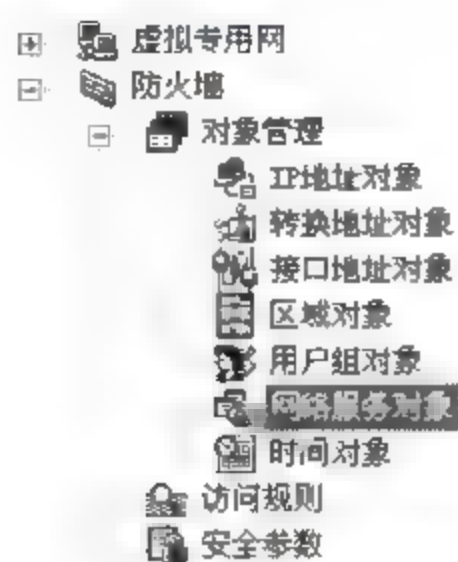 虚拟专用网
防火墙
对象管理
IP地址对象
转换地址对象
接口地址对象
区域对象
用户组对象
网络服务对象
时间对象
访问规则
安全参数